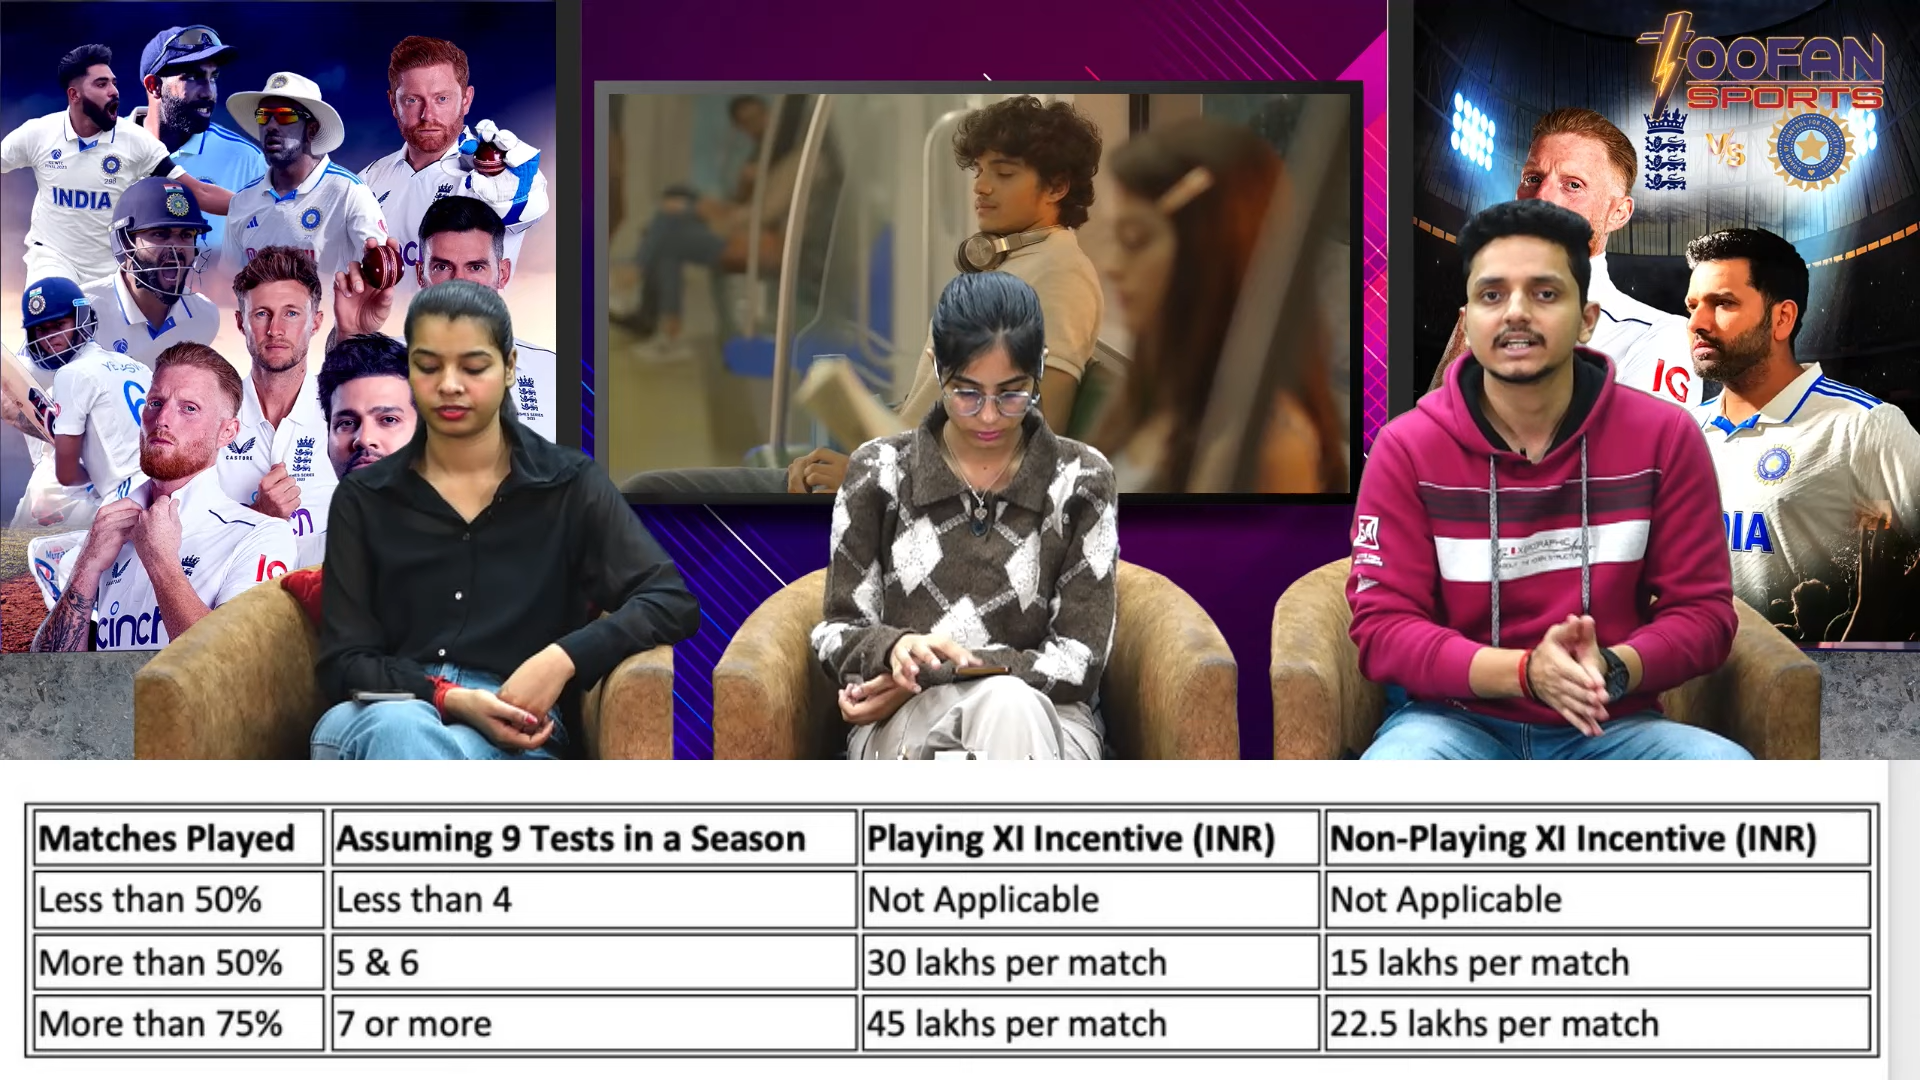 TOOFAN
SPORTS
VS
INDIA
IG
CASTORE
cinch
IG
DIA
Matches Played | Assuming 9 Tests in a Season | Playing XI Incentive (INR) | Non-Playing XI Incentive (INR)
Less than 50% | Less than 4 | Not Applicable | Not Applicable
More than 50% | 5 & 6 | 30 lakhs per match | 15 lakhs per match
More than 75% | 7 or more | 45 lakhs per match | 22.5 lakhs per match